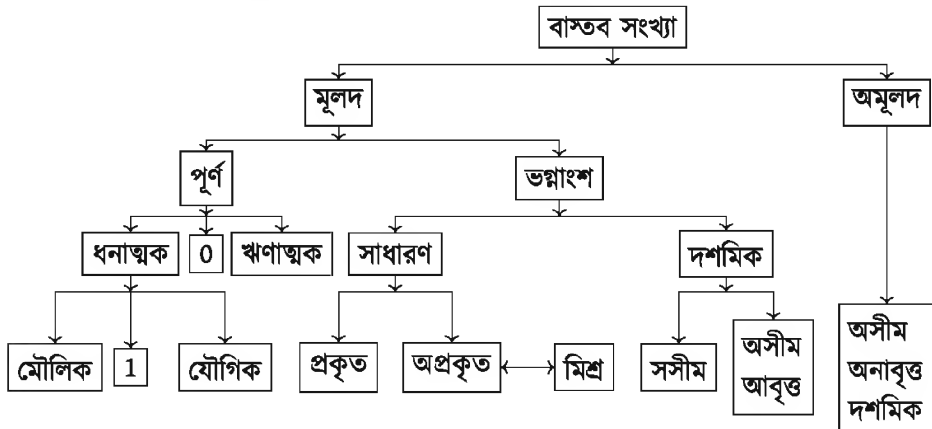 বাস্তব সংখ্যা
মূলদ
অমূলদ
পূর্ণ
ভগ্নাংশ
ধনাত্মক
0
ঋণাত্মক
সাধারণ
দশমিক
মৌলিক
1
যৌগিক
প্রকৃত
অপ্রকৃত
মিশ্র
সসীম
অসীম
আবৃত্ত
অসীম
অনাবৃত্ত
দশমিক